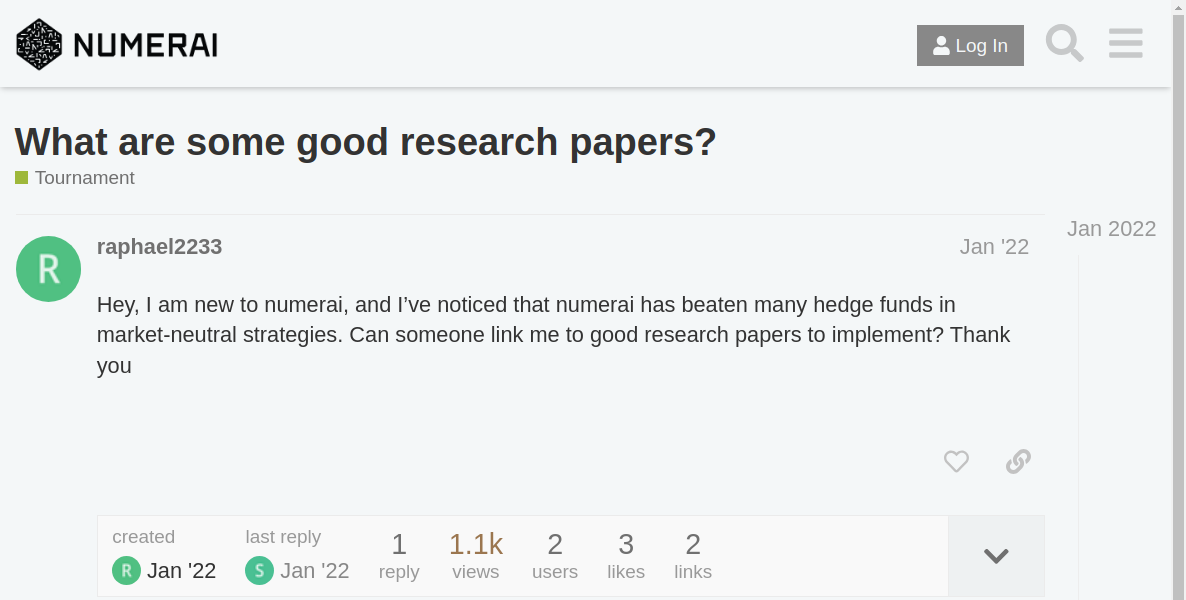 NUMERAI
Log In
What are some good research papers?
Tournament
Jan 2022
R
raphael2233
Jan '22
Hey, I am new to numerai, and I’ve noticed that numerai has beaten many hedge funds in
market-neutral strategies. Can someone link me to good research papers to implement? Thank
you
created
R Jan '22
last reply
S Jan '22
1
reply
1.1k
views
2
users
3
likes
2
links